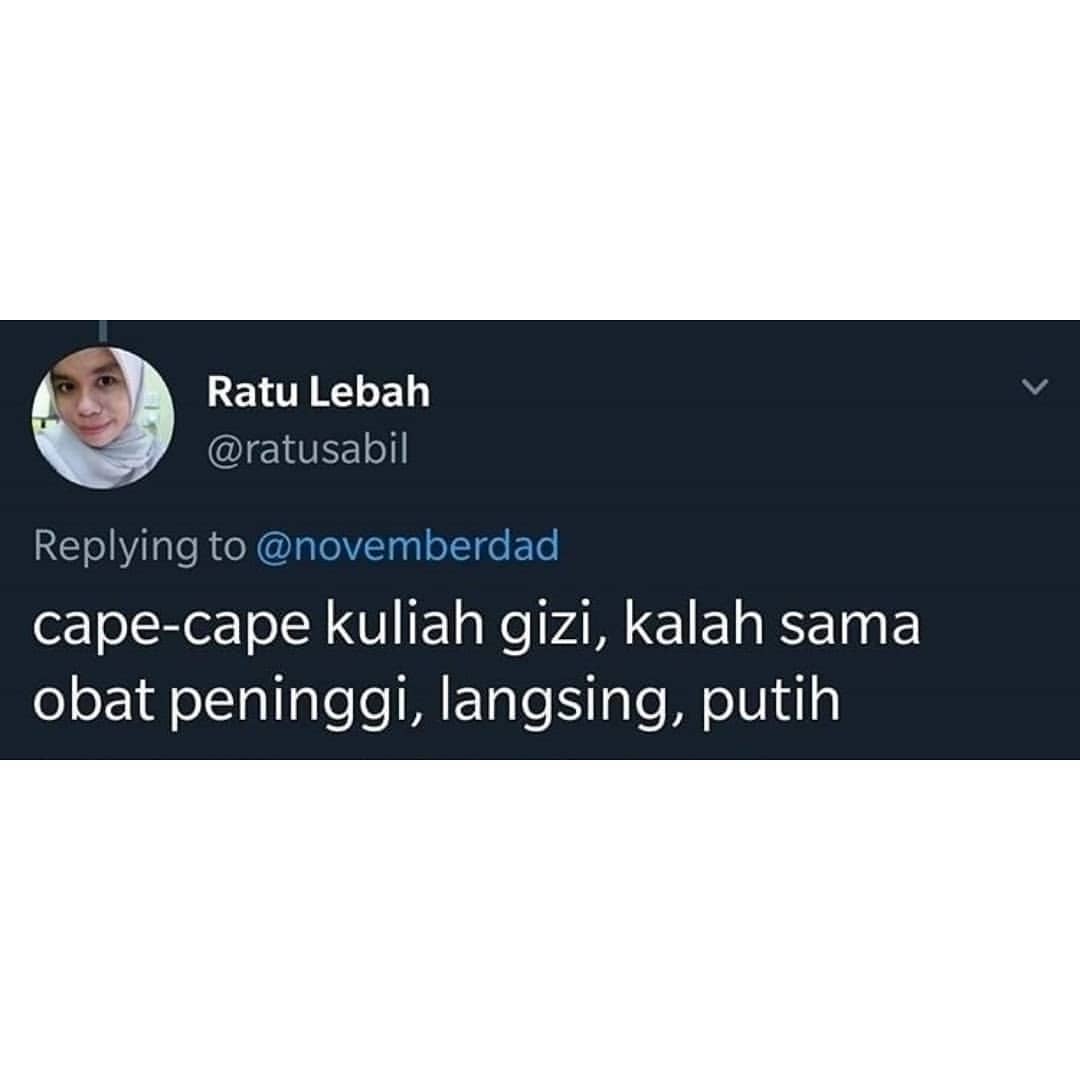 Ratu Lebah
@ratusabil
Replying to @novemberdad
cape-cape kuliah gizi, kalah sama
obat peninggi, langsing, putih